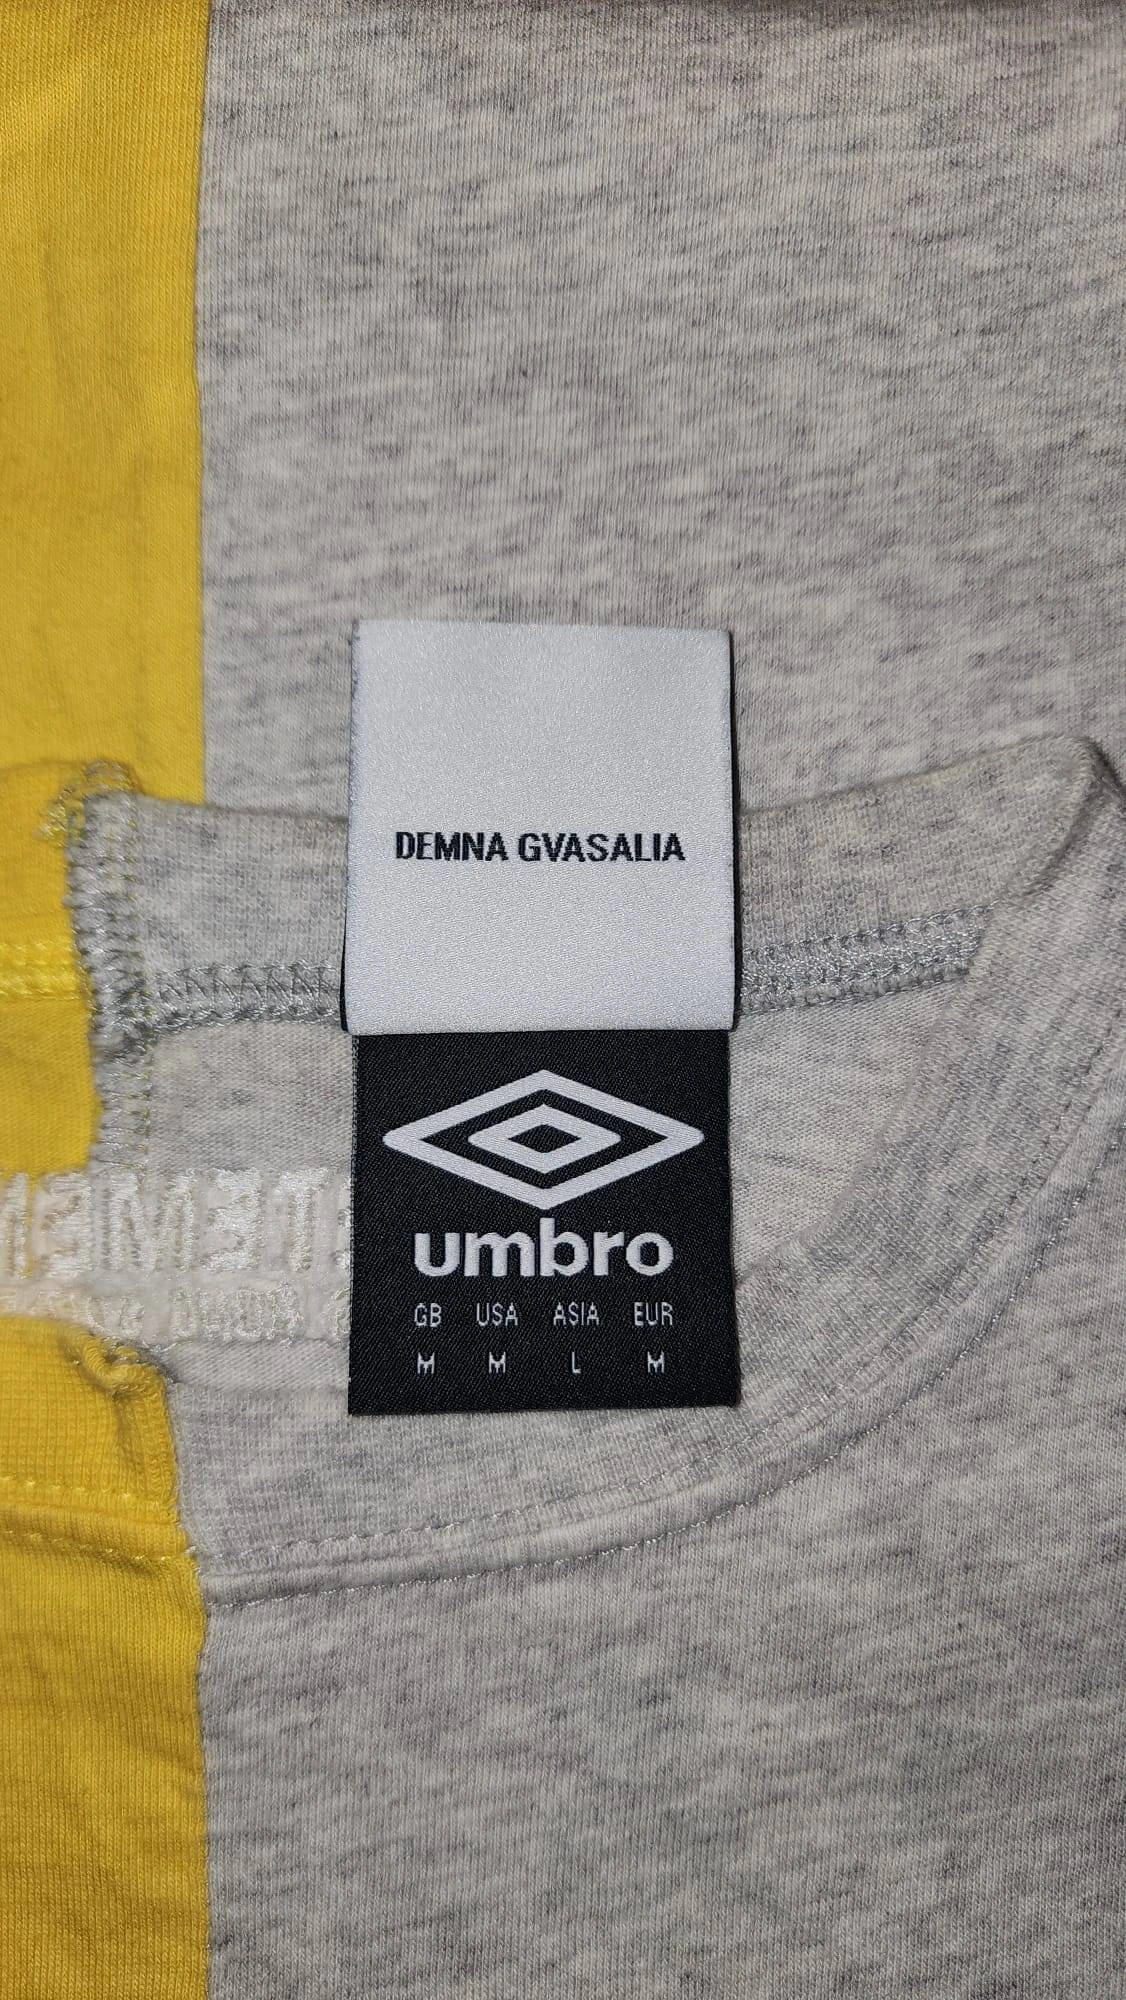 DEMNA GVASALIA
umbro
GB USA ASIA EUR
M M L M